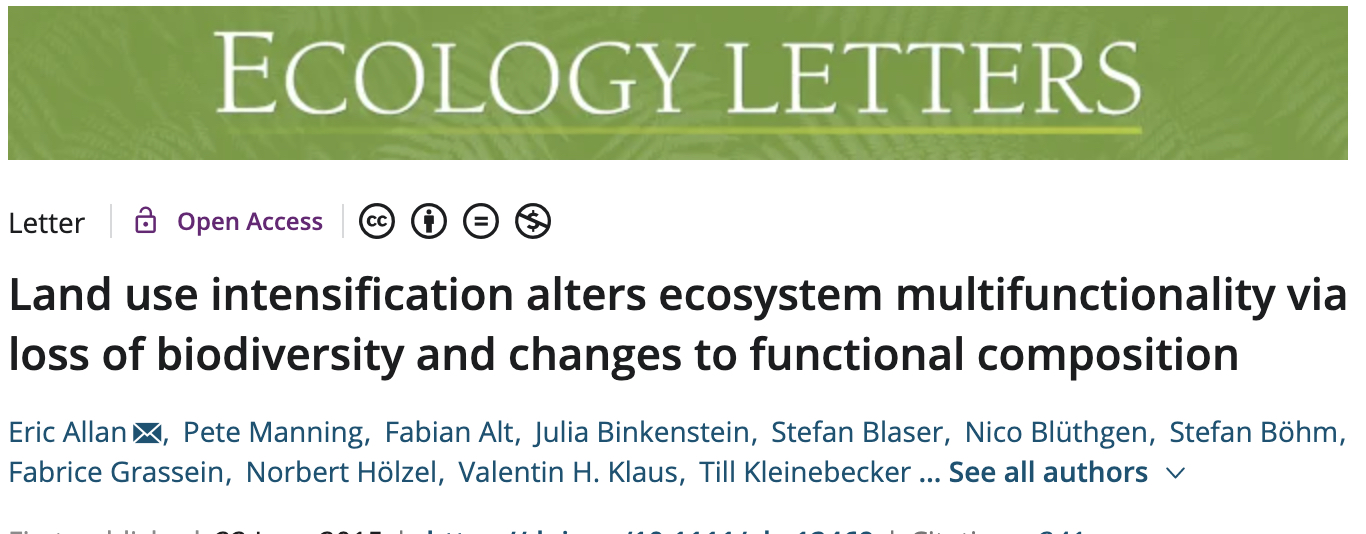 ECOLOGY LETTERS
Letter Open Access cc
Land use intensification alters ecosystem multifunctionality via
loss of biodiversity and changes to functional composition
Eric Allan, Pete Manning, Fabian Alt, Julia Binkenstein, Stefan Blaser, Nico Blüthgen, Stefan Böhm,
Fabrice Grassein, Norbert Hölzel, Valentin H. Klaus, Till Kleinebecker ... See all authors